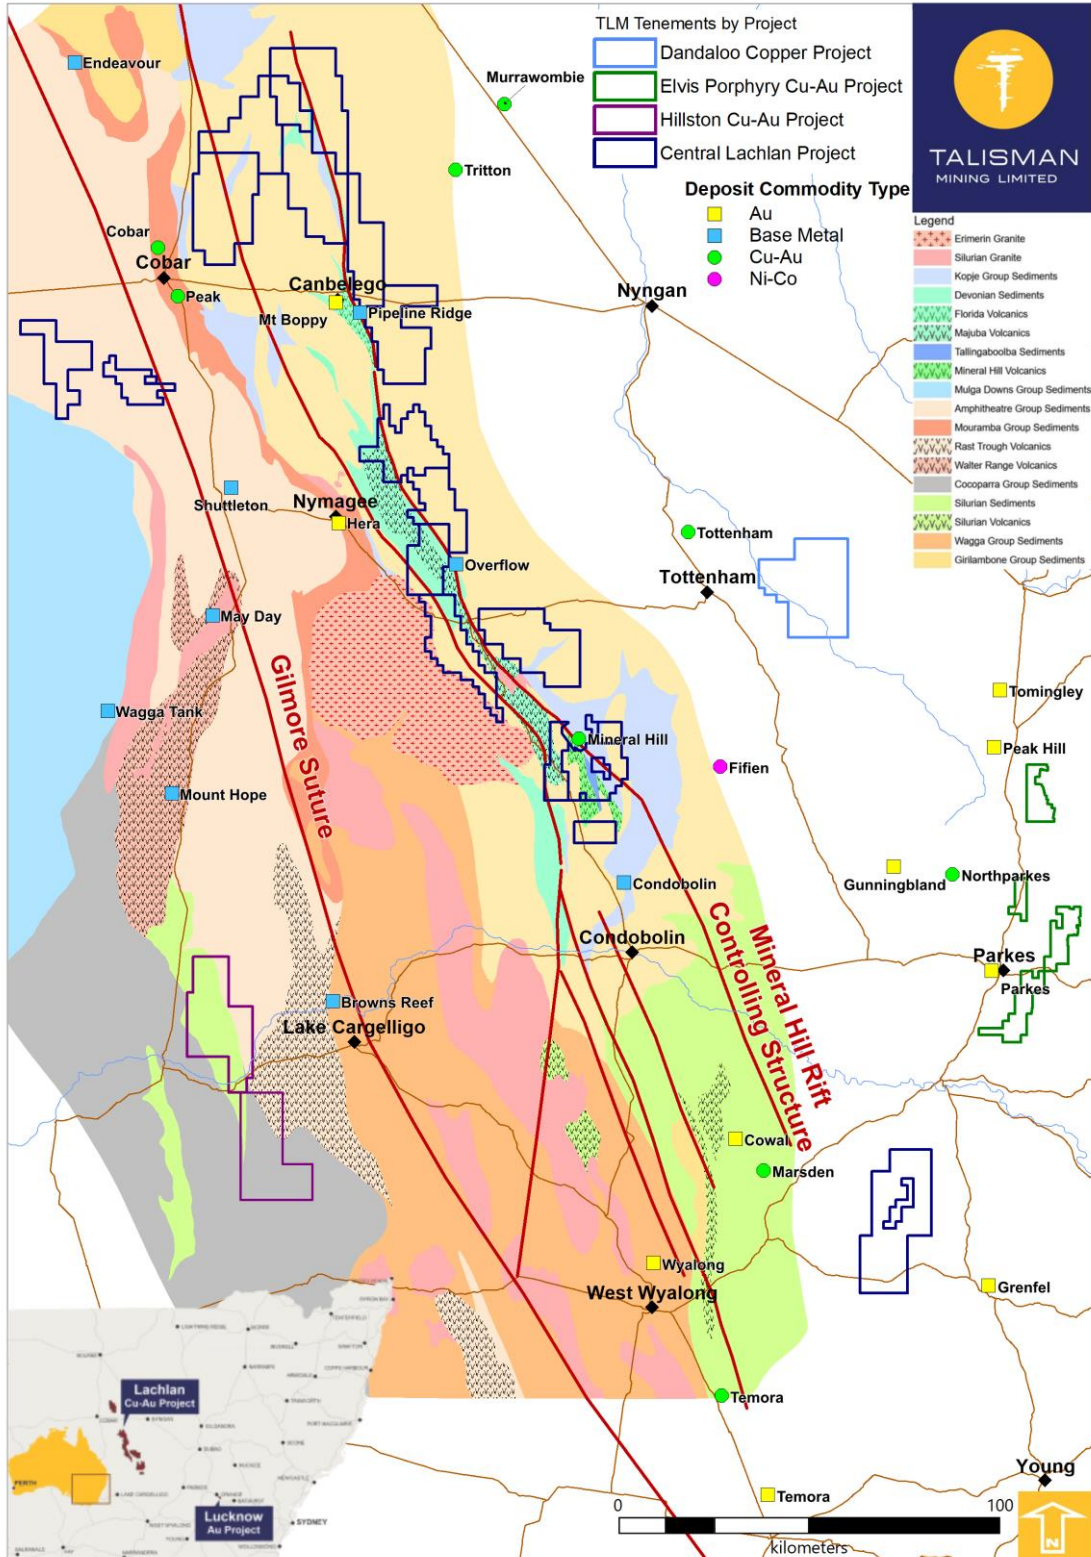 TLM Tenements by Project
Dandaloo Copper Project
Elvis Porphyry Cu-Au Project
Hillston Cu-Au Project
Central Lachlan Project
Deposit Commodity Type
Au
Base Metal
Cu-Au
Ni-Co
TALISMAN
MINING LIMITED
Legend
Erimerin Granite
Silurian Granite
Kopje Group Sediments
Devonian Sediments
Florida Volcanics
Majuba Volcanics
Tallingaboolba Sediments
Mineral Hill Volcanics
Mulga Downs Group Sediments
Amphitheatre Group Sediments
Mouramba Group Sediments
Rast Trough Volcanics
Walter Range Volcanics
Cocoparra Group Sediments
Silurian Sediments
Silurian Volcanics
Wagga Group Sediments
Girilambone Group Sediments
Endeavour
Murrawombie
Tritton
Cobar
Cobar
Peak
Canbelego
Mt Boppy
Pipeline Ridge
Nyngan
Shuttleton
Nymagee
Hera
Tottenham
Overflow
Tottenham
May Day
Gilmore Suture
Tomingley
Wagga Tank
Mineral Hill
Peak Hill
Fifien
Mount Hope
Gunningbland
Northparkes
Condobolin
Condobolin
Mineral Hill Rift
Controlling Structure
Parkes
Parkes
Browns Reef
Lake Cargelligo
Cowal
Marsden
Wyalong
West Wyalong
Grenfel
Temora
Young
Temora
0
100
kilometers
N
Lachlan
Cu-Au Project
Lucknow
Au Project
PERTH
SYDNEY